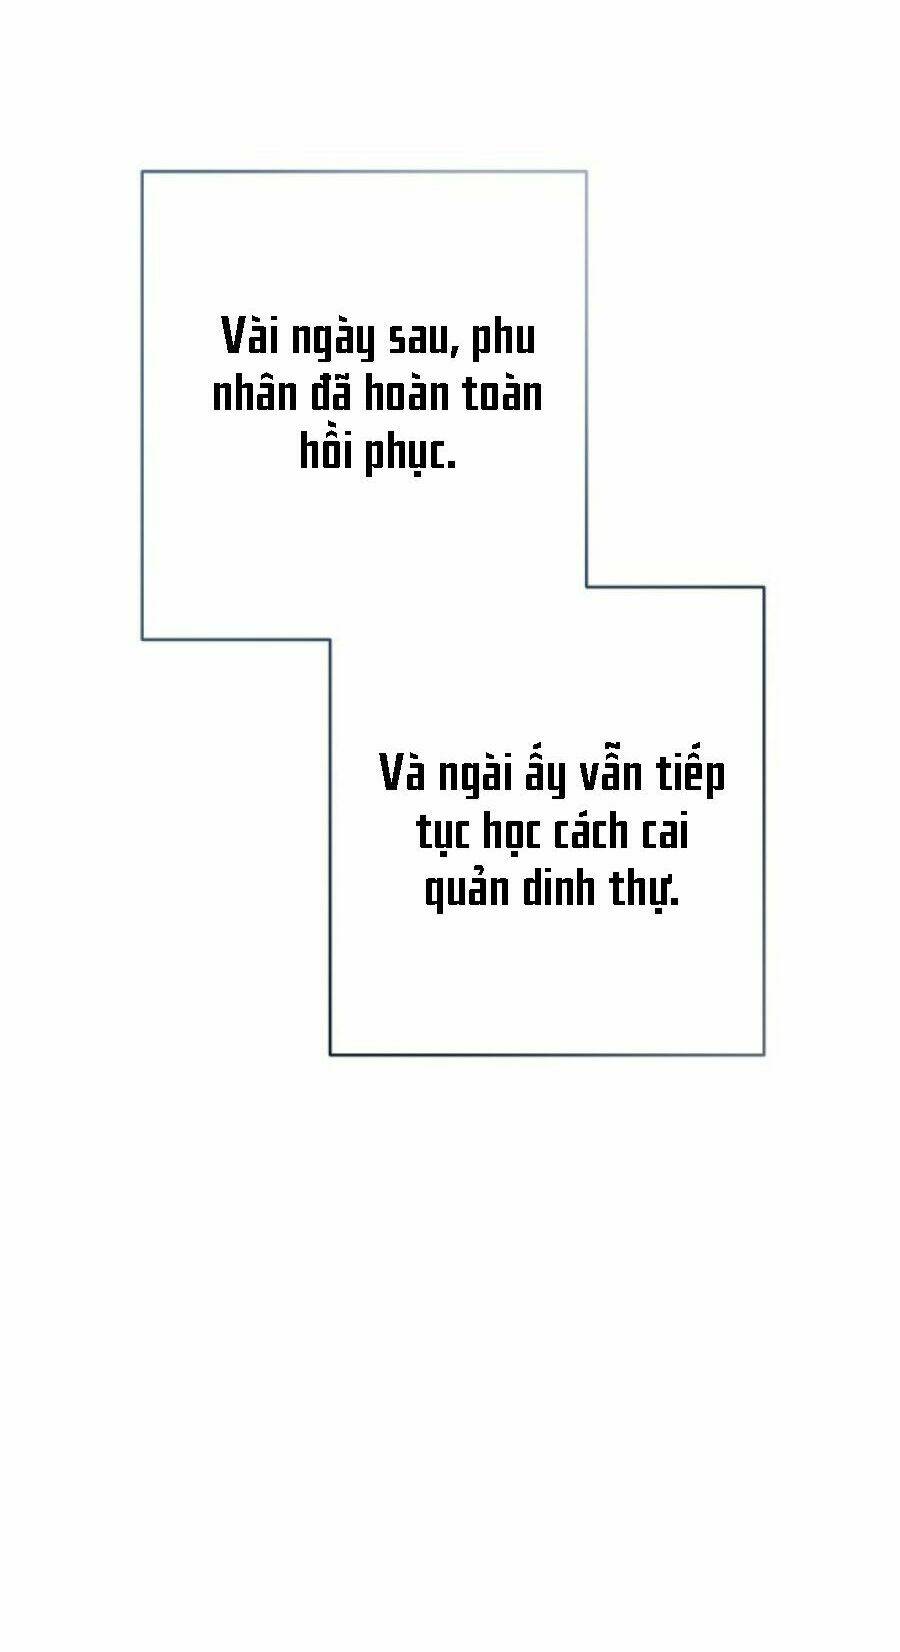 Vài ngày sau, phu
nhân đã hoàn toàn
hồi phục.
Và ngài ấy vẫn tiếp
tục học cách cai
quản dinh thự.